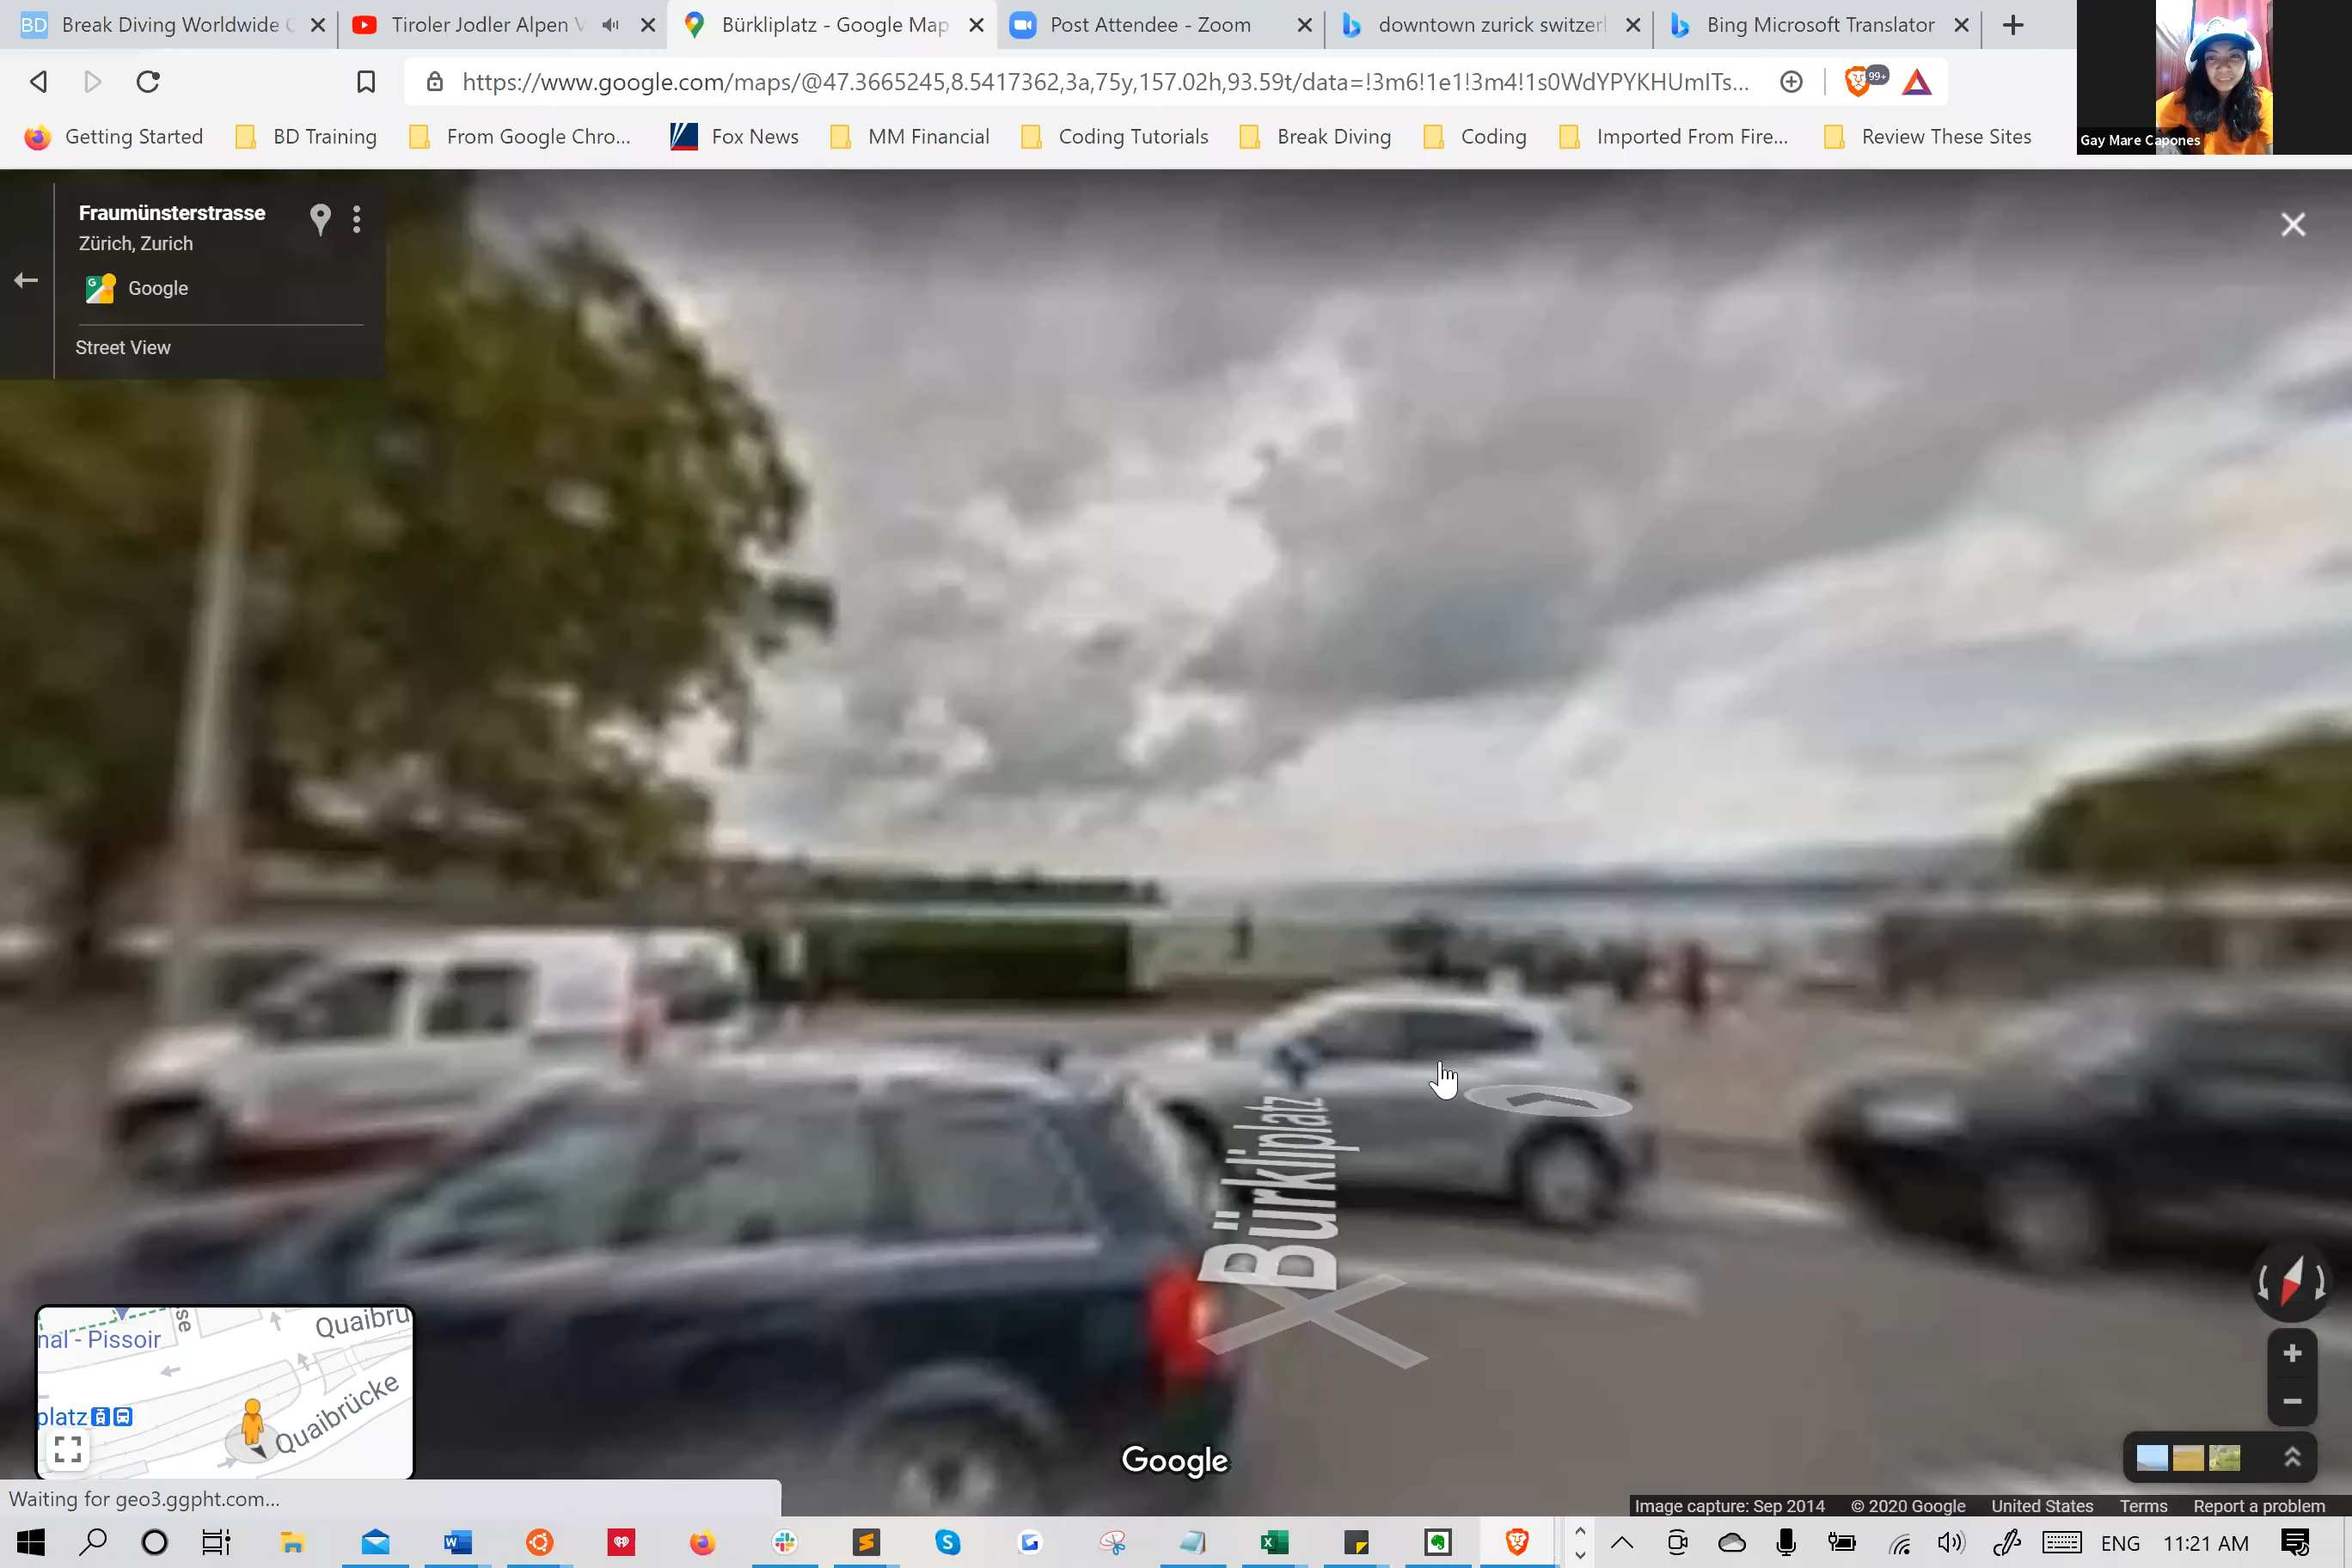 BD Break Diving Worldwide C
Tiroler Jodler Alpen V
Bürkliplatz - Google Map
Post Attendee - Zoom
downtown zurick switzerl
Bing Microsoft Translator
https://www.google.com/maps/@47.3665245,8.5417362,3a,75y,157.02h,93.59t/data=!3m6!1e1!3m4!1s0WdYPYKHUmITs...
99+
Getting Started
BD Training
From Google Chro...
Fox News
MM Financial
Coding Tutorials
Break Diving
Coding
Imported From Fire...
Review These Sites
Gay Mare Capones
Fraumünsterstrasse
Zürich, Zurich
Google
Street View
Bürkliplatz
nal - Pissoir
se
Quaibru
platz
Quaibrücke
Google
Waiting for geo3.ggpht.com...
Image capture: Sep 2014 © 2020 Google United States Terms Report a problem
ENG 11:21 AM